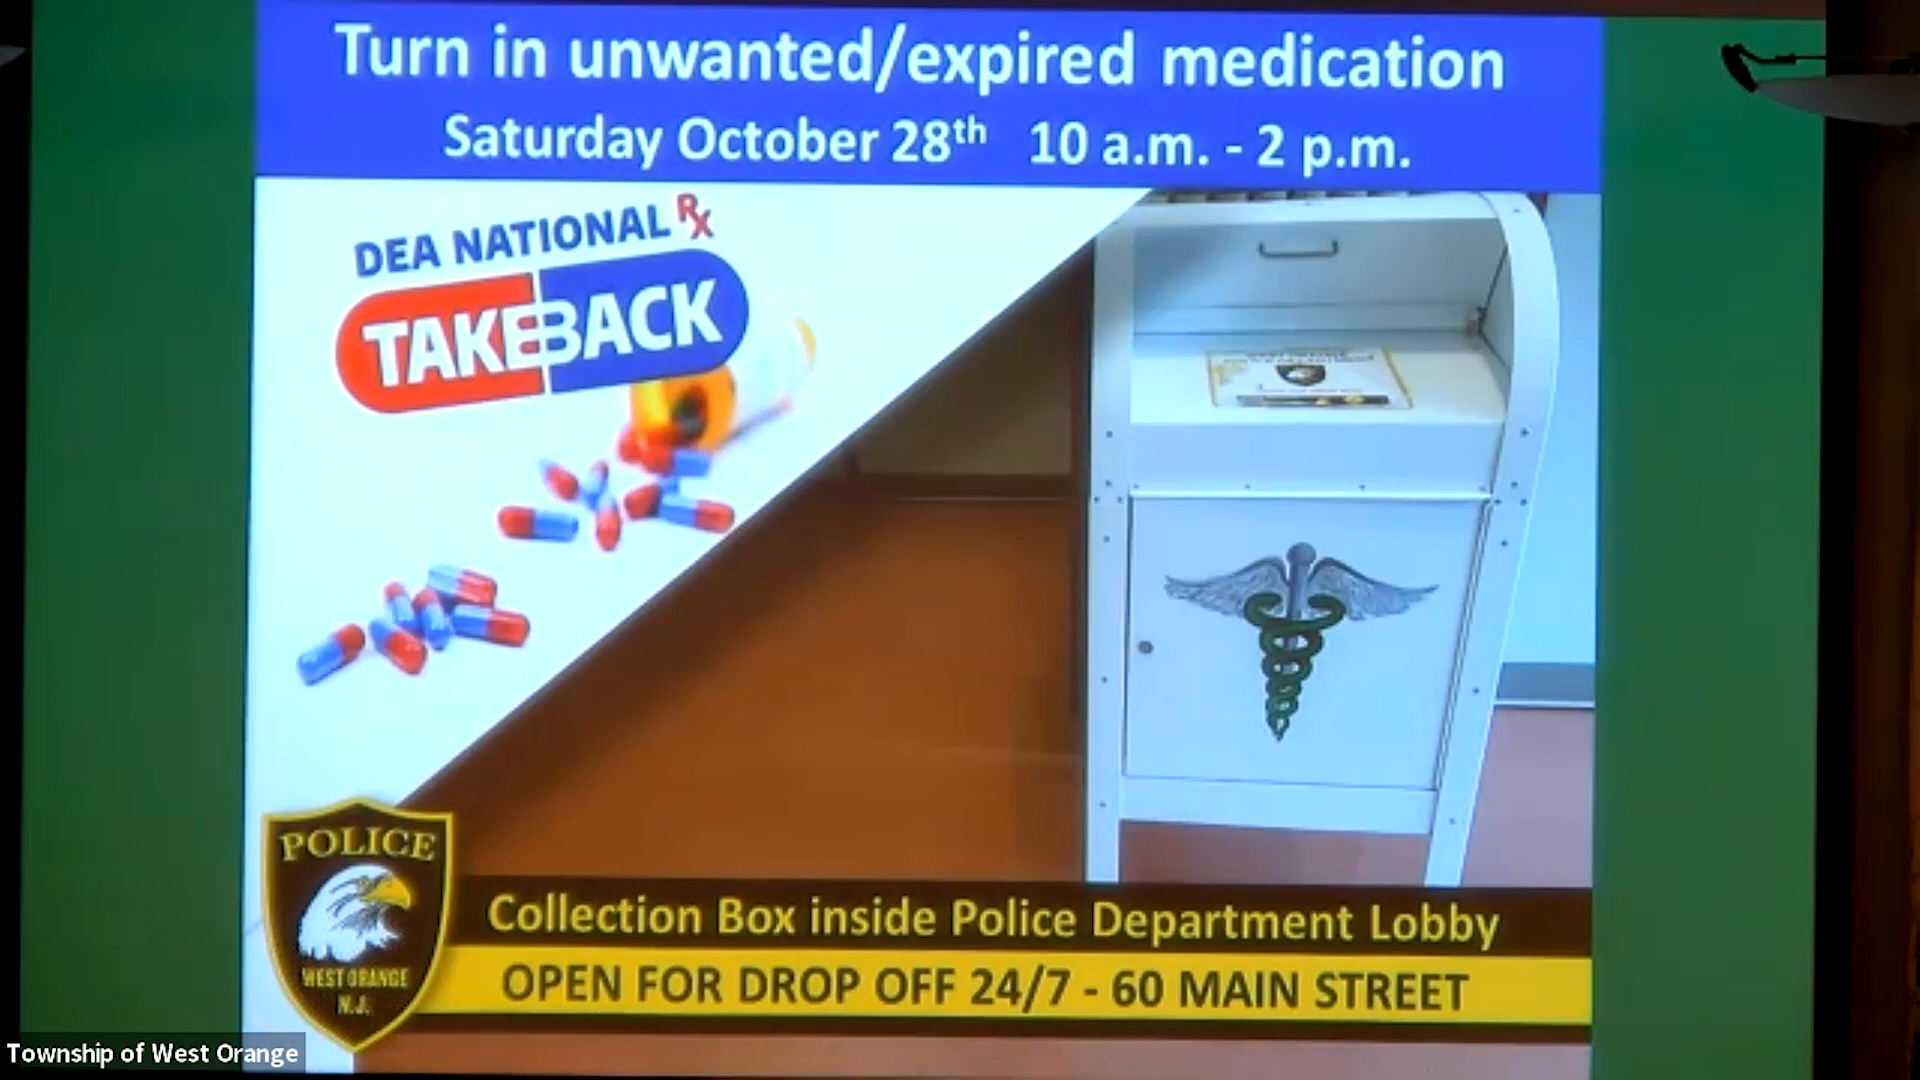 Turn in unwanted/expired medication
Saturday October 28th 10 a.m. - 2 p.m.
DEA NATIONAL Rx
TAKEBACK
POLICE
WEST ORANGE
N.J.
Collection Box inside Police Department Lobby
OPEN FOR DROP OFF 24/7 - 60 MAIN STREET
Township of West Orange